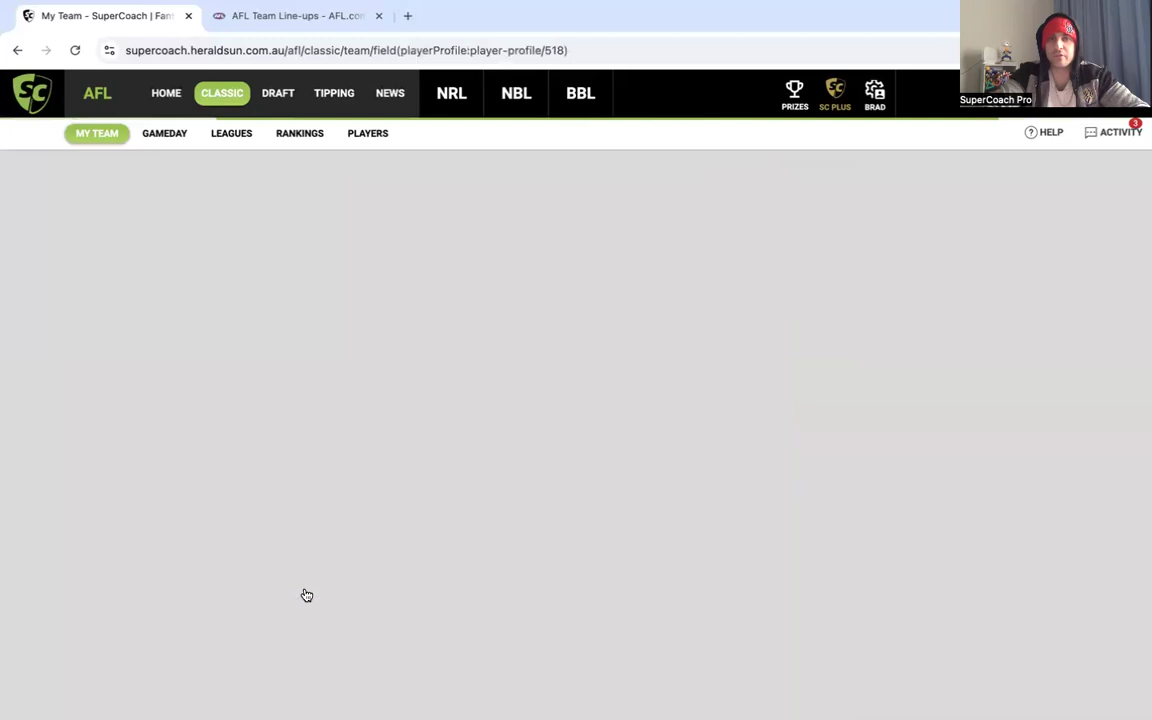 My Team - SuperCoach | Fan
AFL Team Line-ups - AFL.co
supercoach.heraldsun.com.au/afl/classic/team/field(playerProfile:player-profile/518)
SC
AFL
HOME
CLASSIC
DRAFT
TIPPING
NEWS
NRL
NBL
BBL
PRIZES
SC PLUS
BRAD
SuperCoach Pro
MY TEAM
GAMEDAY
LEAGUES
RANKINGS
PLAYERS
HELP
ACTIVITY
3